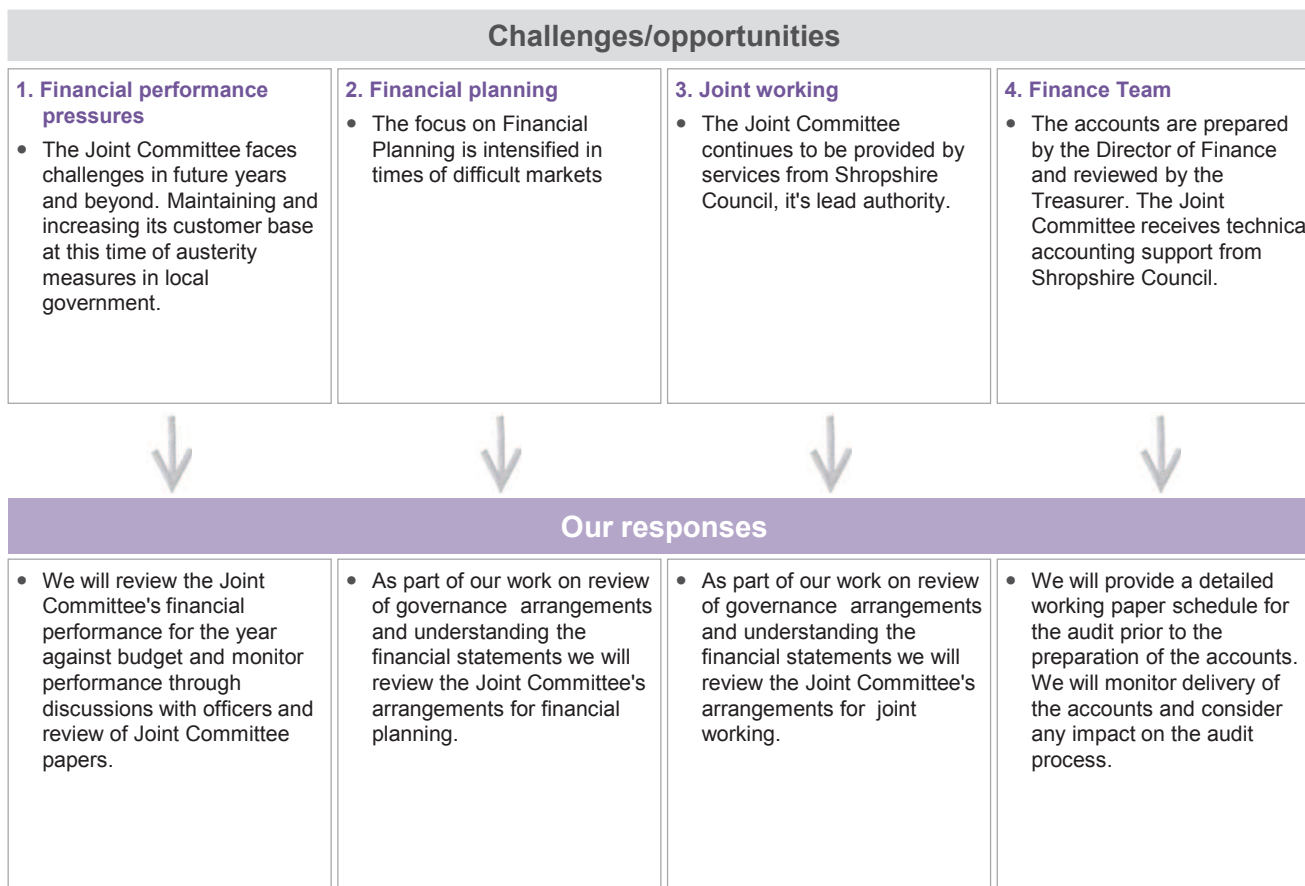 Challenges/opportunities
1. Financial performance
pressures
• The Joint Committee faces
challenges in future years
and beyond. Maintaining and
increasing its customer base
at this time of austerity
measures in local
government.
2. Financial planning
• The focus on Financial
Planning is intensified in
times of difficult markets
3. Joint working
• The Joint Committee
continues to be provided by
services from Shropshire
Council, it's lead authority.
4. Finance Team
• The accounts are prepared
by the Director of Finance
and reviewed by the
Treasurer. The Joint
Committee receives technica
accounting support from
Shropshire Council.
Our responses
• We will review the Joint
Committee's financial
performance for the year
against budget and monitor
performance through
discussions with officers and
review of Joint Committee
papers.
• As part of our work on review
of governance arrangements
and understanding the
financial statements we will
review the Joint Committee's
arrangements for financial
planning.
• As part of our work on review
of governance arrangements
and understanding the
financial statements we will
review the Joint Committee's
arrangements for joint
working.
• We will provide a detailed
working paper schedule for
the audit prior to the
preparation of the accounts.
We will monitor delivery of
the accounts and consider
any impact on the audit
process.